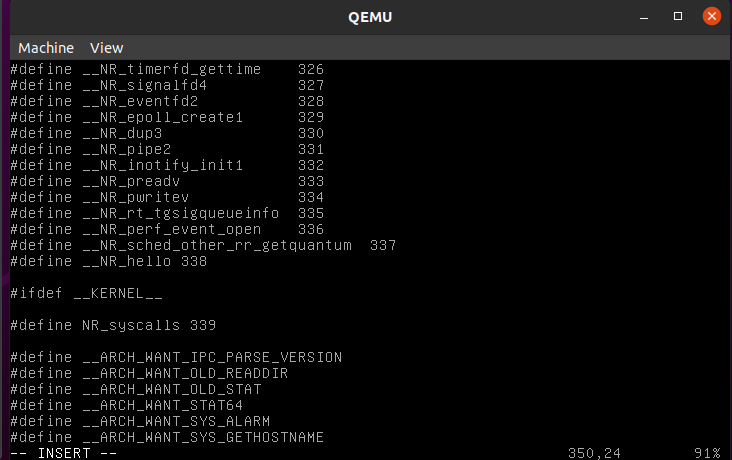 QEMU
Machine View
#define __NR_timerfd_gettime 326
#define __NR_signalfd4 327
#define __NR_eventfd2 328
#define __NR_epoll_create1 329
#define __NR_dup3 330
#define __NR_pipe2 331
#define __NR_inotify_init1 332
#define __NR_preadv 333
#define __NR_pwritev 334
#define __NR_rt_tgsigqueueinfo 335
#define __NR_perf_event_open 336
#define __NR_sched_other_rr_getquantum 337
#define __NR_hello 338
#ifdef __KERNEL__
#define NR_syscalls 339
#define __ARCH_WANT_IPC_PARSE_VERSION
#define __ARCH_WANT_OLD_READDIR
#define __ARCH_WANT_OLD_STAT
#define __ARCH_WANT_STAT64
#define __ARCH_WANT_SYS_ALARM
#define __ARCH_WANT_SYS_GETHOSTNAME
-- INSERT -- 350,24 91%